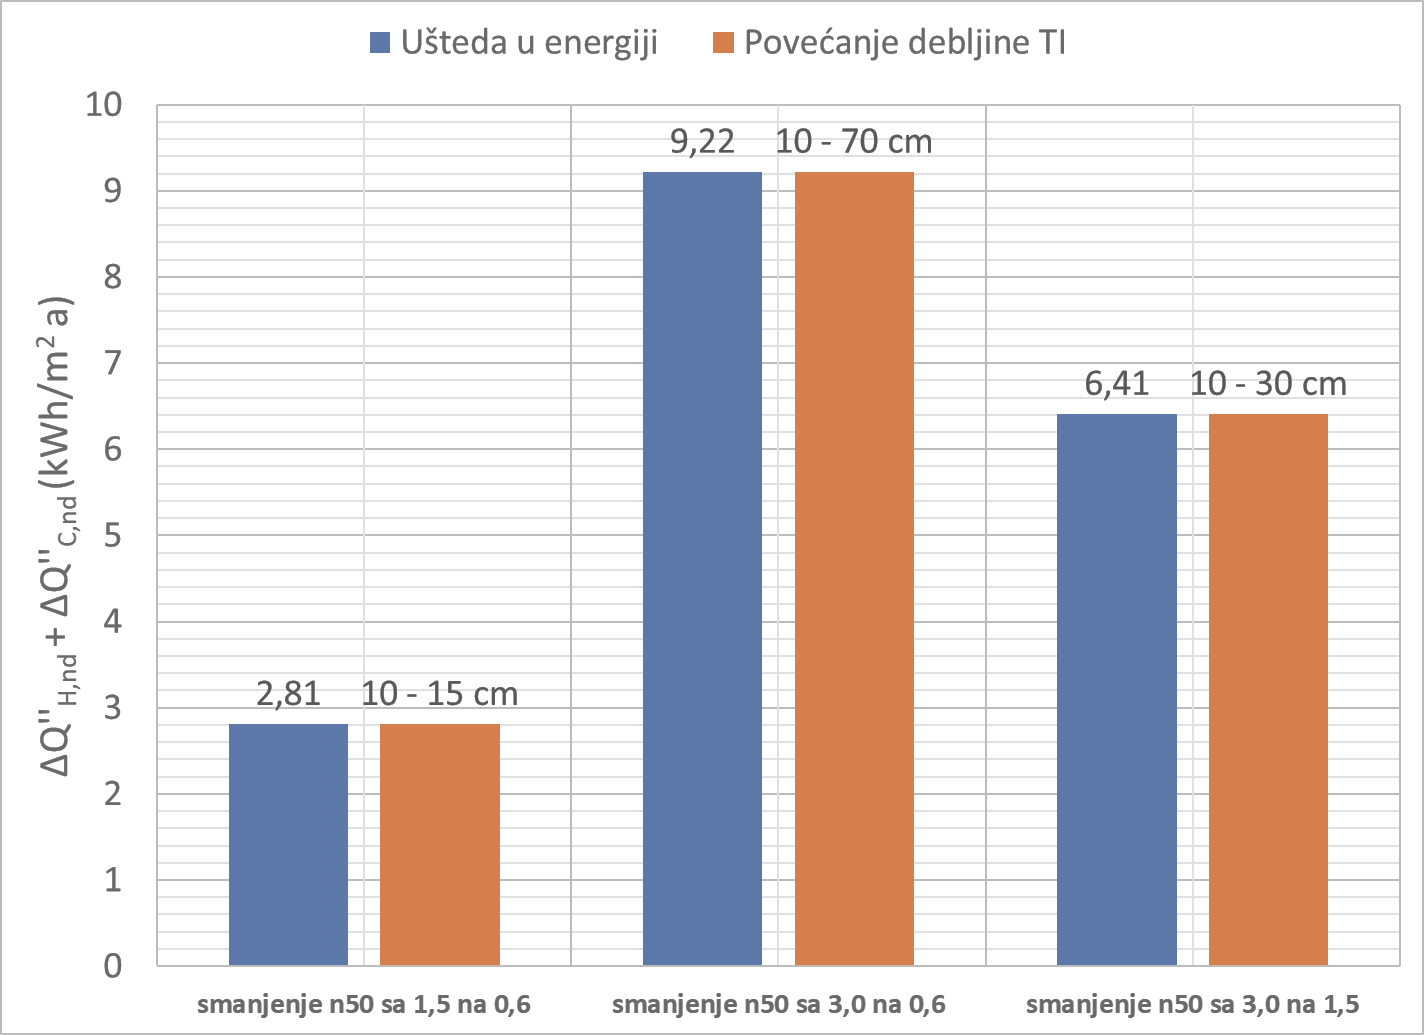 Ušteda u energiji Povećanje debljine TI
ΔQ''H,nd + ΔQ''C,nd (kWh/m² a)
10
9
8
7
6
5
4
3
2
1
0
2,81 10 - 15 cm
9,22 10 - 70 cm
6,41 10 - 30 cm
smanjenje n50 sa 1,5 na 0,6
smanjenje n50 sa 3,0 na 0,6
smanjenje n50 sa 3,0 na 1,5